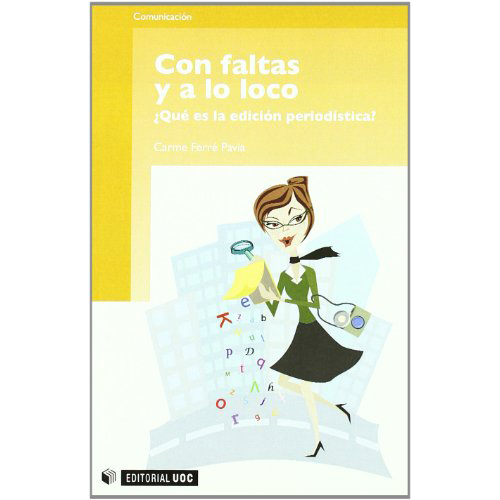 Comunicación
Con faltas
y a lo loco
¿Qué es la edición periodística?
Carme Ferré Pavia
e
K z a b
r s u l
p t D q
m m t a
s e V h
o z s f
r g a
EDITORIAL UOC